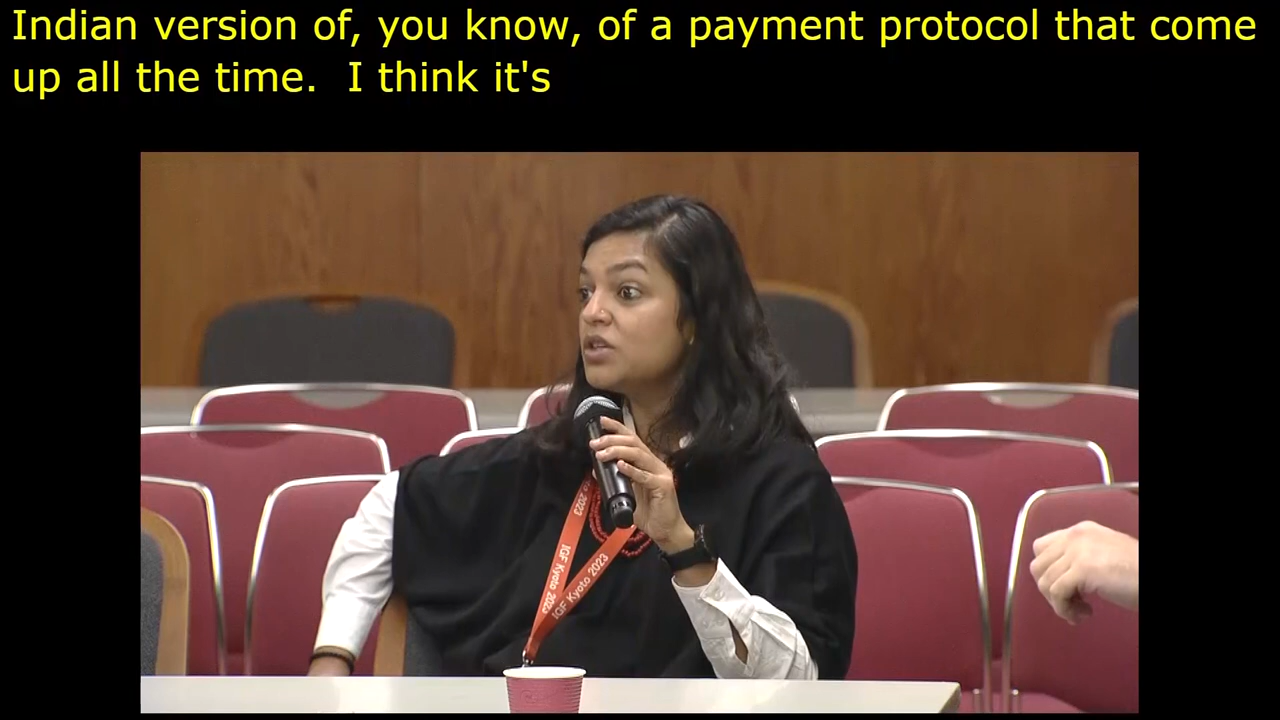 Indian version of, you know, of a payment protocol that come
up all the time.  I think it's
IGF Kyoto 2023
IGF Kyoto 2023